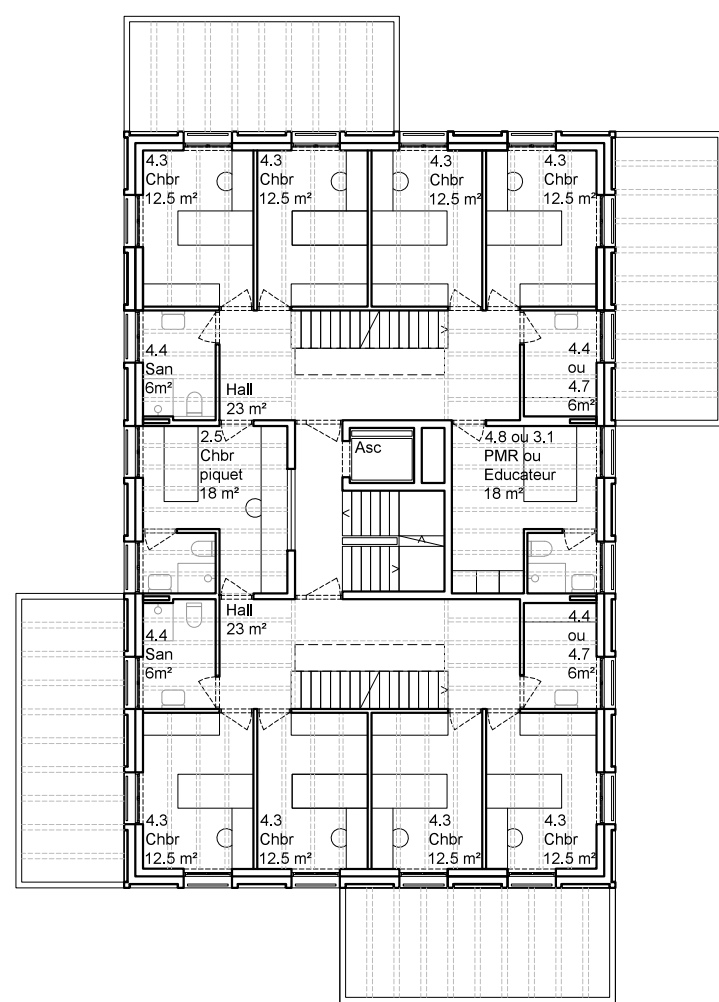 4.3
Chbr
12.5 m²
4.3
Chbr
12.5 m²
4.3
Chbr
12.5 m²
4.3
Chbr
12.5 m²
4.4
San
6m²
Hall
23 m²
4.4
ou
4.7
6m²
2.5
Chbr
piquet
18 m²
Asc
4.8 ou 3.1
PMR ou
Educateur
18 m²
4.4
San
6m²
Hall
23 m²
4.4
ou
4.7
6m²
4.3
Chbr
12.5 m²
4.3
Chbr
12.5 m²
4.3
Chbr
12.5 m²
4.3
Chbr
12.5 m²